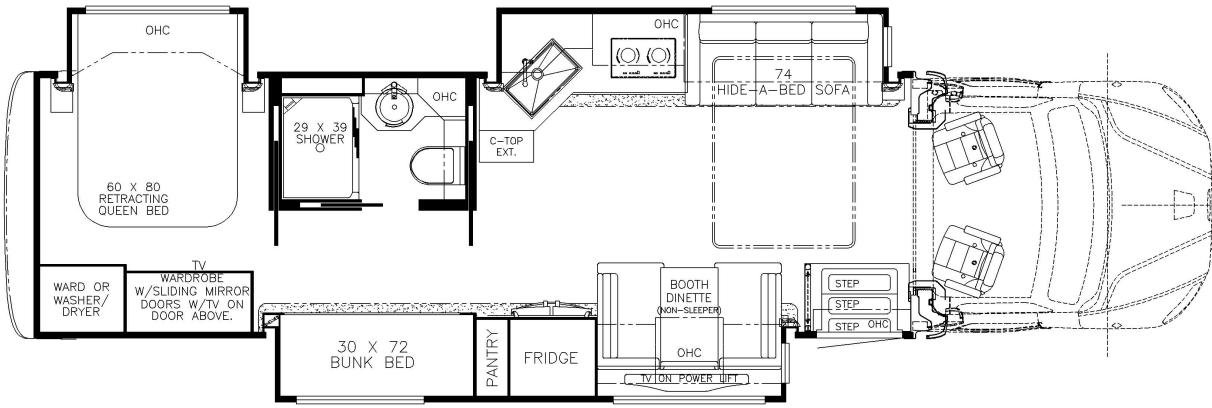 OHC
60 X 80
RETRACTING
QUEEN BED
TV
WARDROBE
W/SLIDING MIRROR
DOORS W/TV ON
DOOR ABOVE.
WARD OR
WASHER/
DRYER
29 X 39
SHOWER
OHC
C-TOP
EXT.
OHC
74
HIDE-A-BED SOFA
30 X 72
BUNK BED
PANTRY
FRIDGE
BOOTH
DINETTE
(NON-SLEEPER)
OHC
TV ON POWER LIFT
STEP
STEP
STEP
OHC